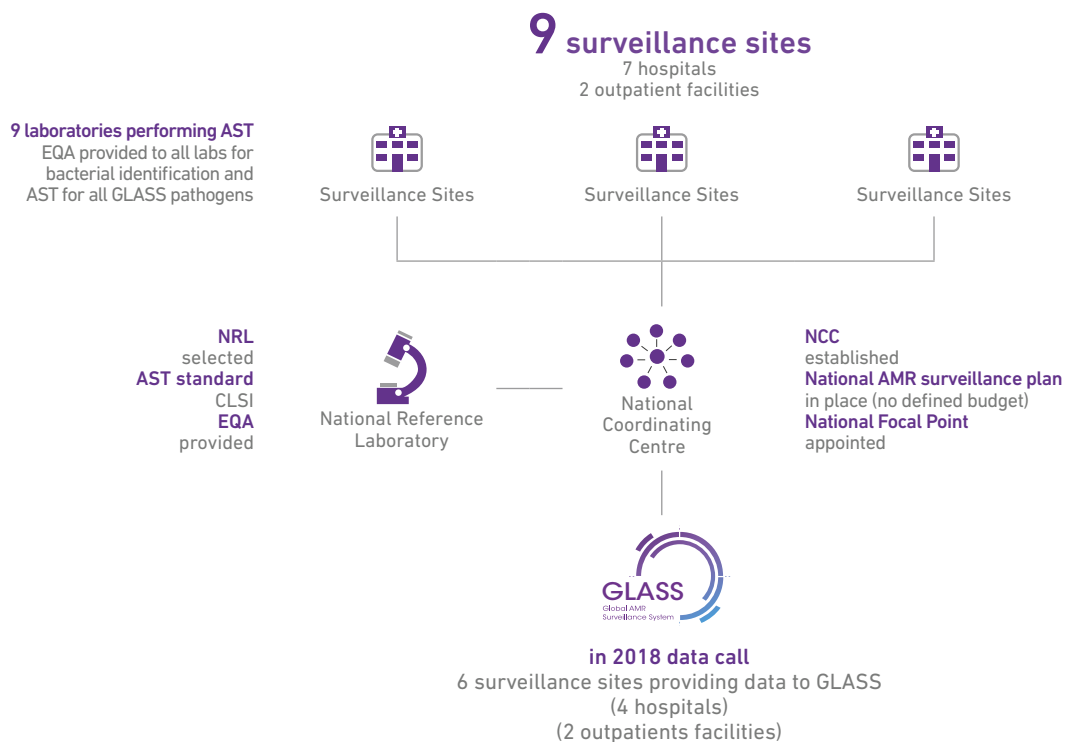 9 surveillance sites
7 hospitals
2 outpatient facilities
9 laboratories performing AST
EQA provided to all labs for
bacterial identification and
AST for all GLASS pathogens
Surveillance Sites
Surveillance Sites
Surveillance Sites
NRL
selected
AST standard
CLSI
EQA
provided
National Reference
Laboratory
National
Coordinating
Centre
NCC
established
National AMR surveillance plan
in place (no defined budget)
National Focal Point
appointed
GLASS
Global AMR
Surveillance System
in 2018 data call
6 surveillance sites providing data to GLASS
(4 hospitals)
(2 outpatients facilities)